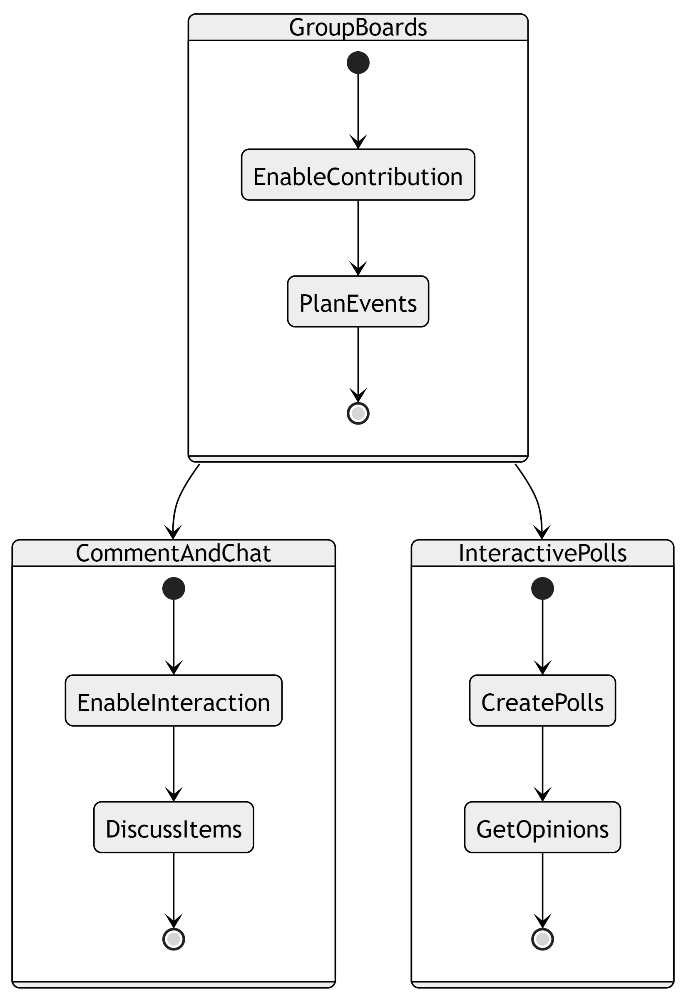 GroupBoards
EnableContribution
PlanEvents
CommentAndChat
EnableInteraction
DiscussItems
InteractivePolls
CreatePolls
GetOpinions